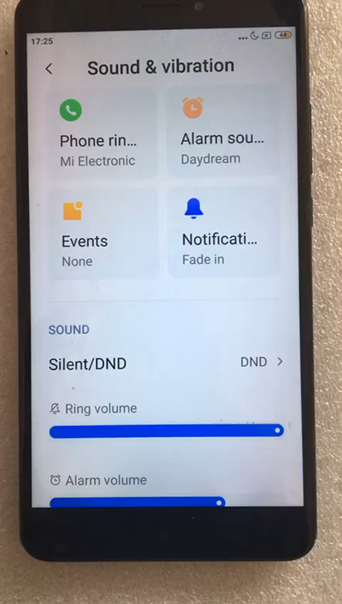 17:25
Sound & vibration
Phone rin...
Mi Electronic
Alarm sou...
Daydream
Events
None
Notificati...
Fade in
SOUND
Silent/DND
DND
Ring volume
Alarm volume